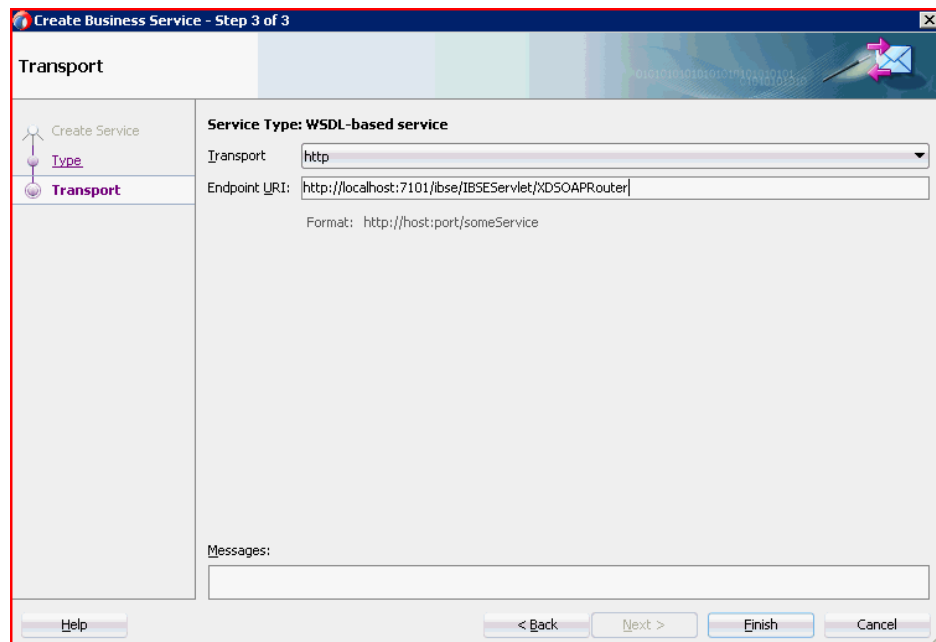 Create Business Service - Step 3 of 3
Transport
Create Service
Type
Transport
Service Type: WSDL-based service
Transport http
Endpoint URI: http://localhost:7101/ibse/IBSEServlet/XDSOAPRouter
Format: http://host:port/someService
Messages:
Help < Back Next > Finish Cancel